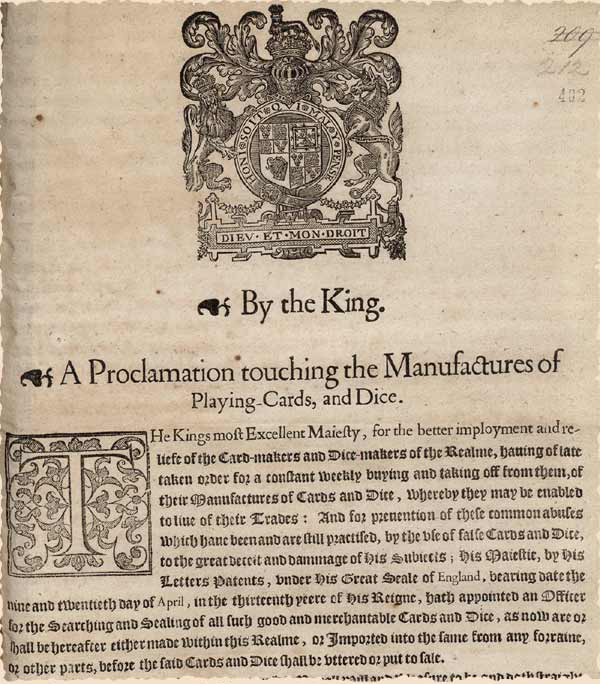 209
212
402
HONI SOIT QVI MAL Y PENSE
DIEV·ET·MON·DROIT
By the King.
A Proclamation touching the Manufactures of
Playing-Cards, and Dice.
THe Kings most Excellent Maiesty, for the better imployment and re-
liefe of the Card-makers and Dice-makers of the Realme, hauing of late
taken order for a constant weekly buying and taking off from them, of
their Manufactures of Cards and Dice, whereby they may be enabled
to liue of their Trades: And for preuention of these common abuses
which haue been and are still practised, by the vse of false Cards and Dice,
to the great deceit and dammage of His Subiects; His Maiestie, by His
Letters Patents, vnder His Great Seale of England, bearing date the
nine and twentieth day of April, in the thirteenth yeere of His Reigne, hath appointed an Officer
for the Searching and Sealing of all such good and merchantable Cards and Dice, as now are or
shall be hereafter either made within this Realme, or Imported into the same from any forraine,
or other parts, before the said Cards and Dice shall be vttered or put to sale.